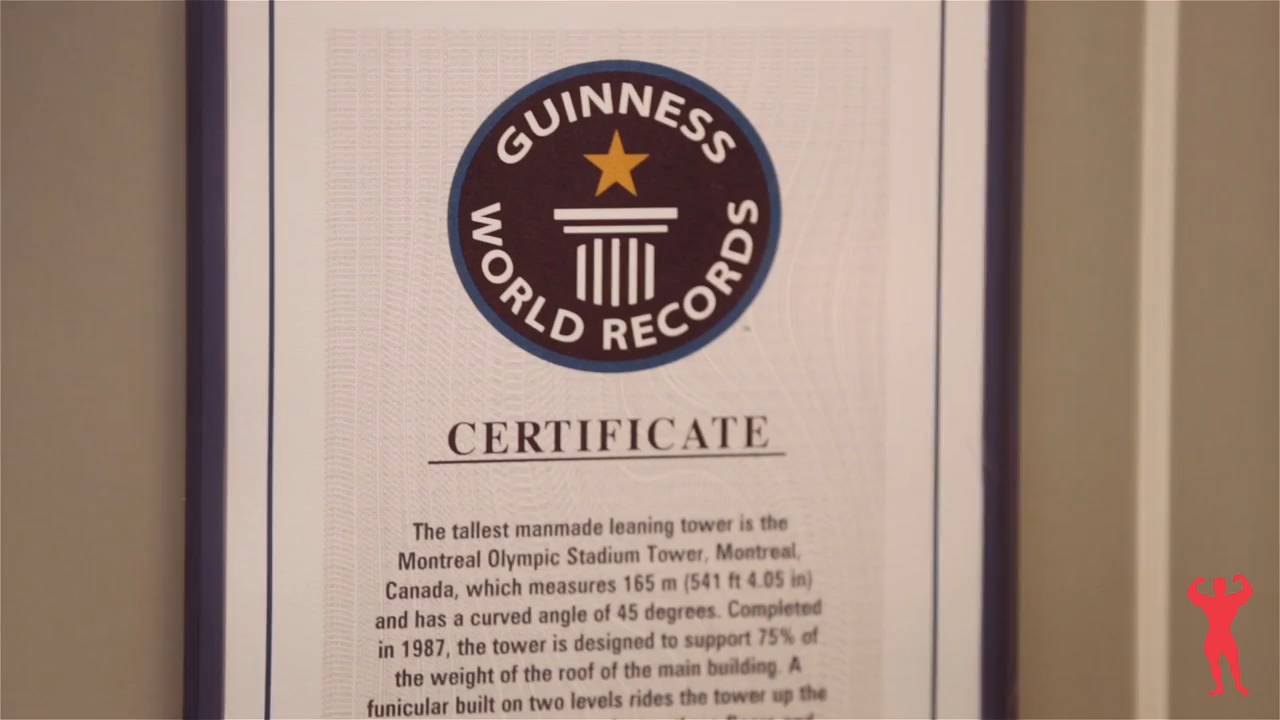 GUINNESS
WORLD RECORDS
CERTIFICATE
The tallest manmade leaning tower is the
Montreal Olympic Stadium Tower, Montreal,
Canada, which measures 165 m (541 ft 4.05 in)
and has a curved angle of 45 degrees. Completed
in 1987, the tower is designed to support 75% of
the weight of the roof of the main building. A
funicular built on two levels rides the tower up the